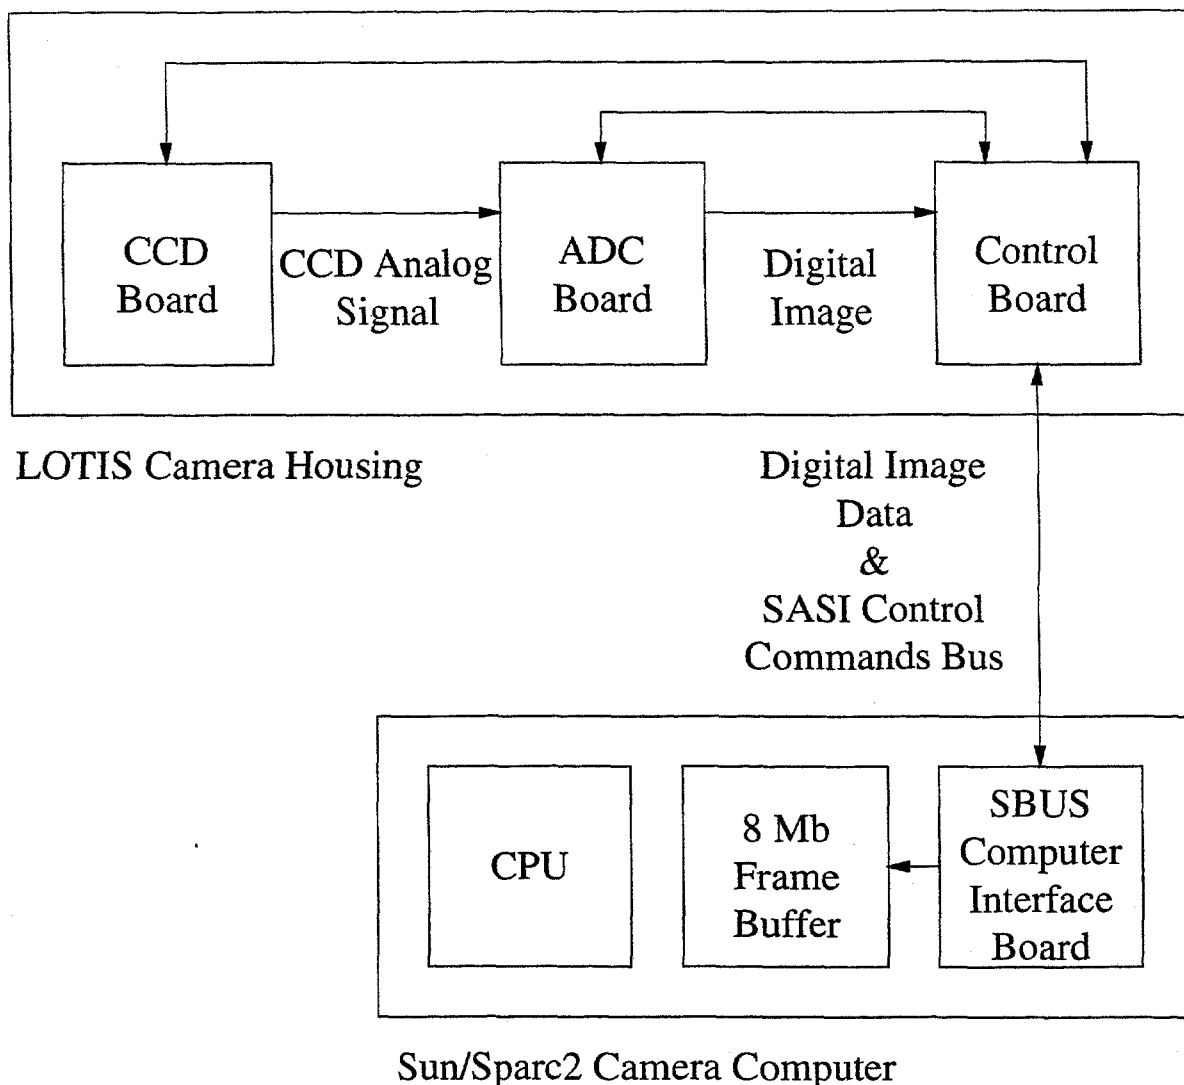 CCD
Board
CCD Analog
Signal
ADC
Board
Digital
Image
Control
Board
LOTIS Camera Housing
Digital Image
Data
&
SASI Control
Commands Bus
CPU
8 Mb
Frame
Buffer
SBUS
Computer
Interface
Board
Sun/Sparc2 Camera Computer